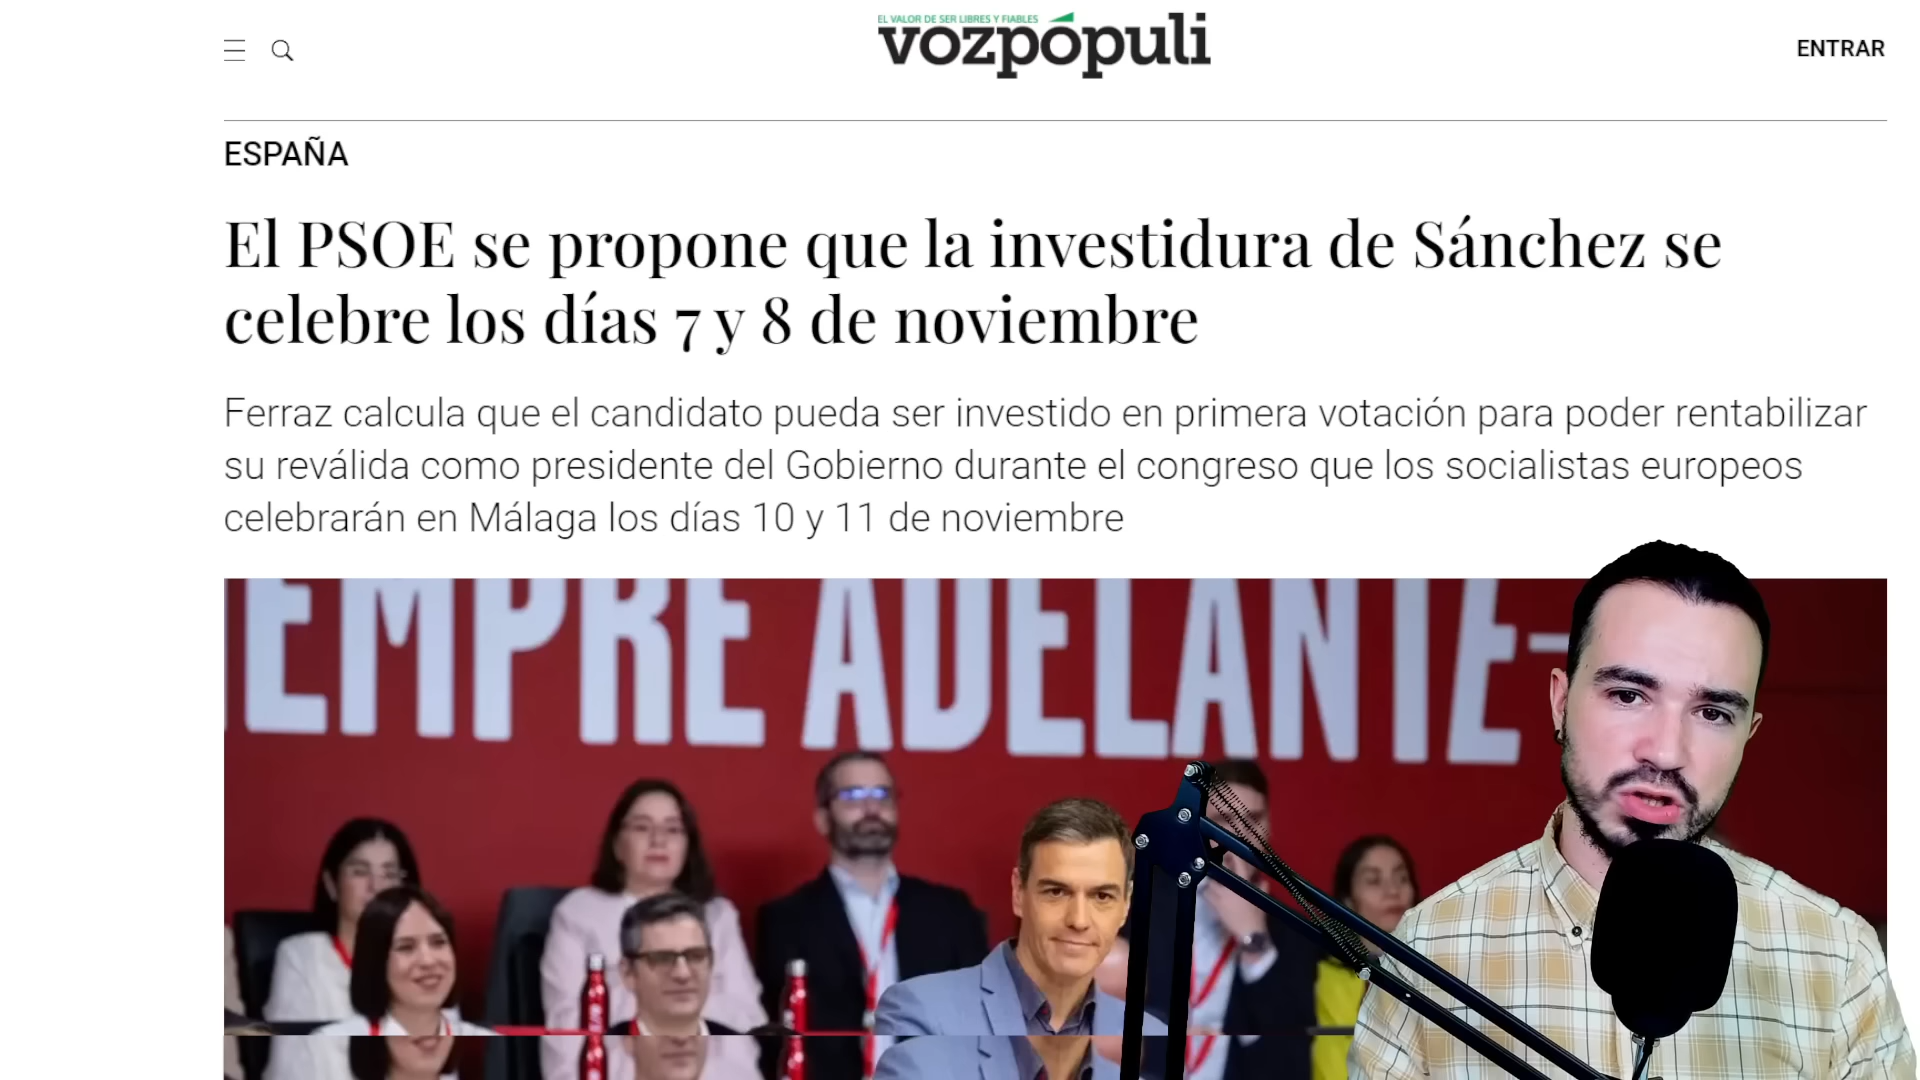 EL VALOR DE SER LIBRES Y FIABLES
vozpópuli
ENTRAR
ESPAÑA
El PSOE se propone que la investidura de Sánchez se
celebre los días 7 y 8 de noviembre
Ferraz calcula que el candidato pueda ser investido en primera votación para poder rentabilizar
su reválida como presidente del Gobierno durante el congreso que los socialistas europeos
celebrarán en Málaga los días 10 y 11 de noviembre
IEMPRE ADELANTE